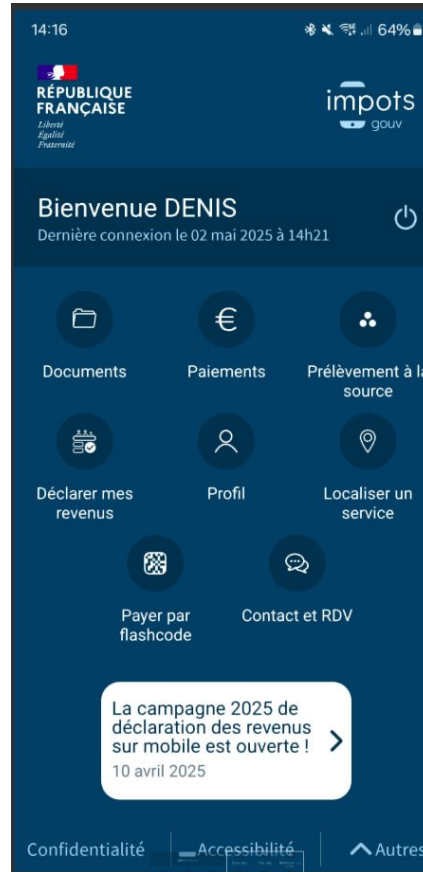 14:16 64%
RÉPUBLIQUE
FRANÇAISE
Liberté
Égalité
Fraternité
impots
gouv
Bienvenue DENIS
Dernière connexion le 02 mai 2025 à 14h21
Documents Paiements Prélèvement à la
source
Déclarer mes Profil Localiser un
revenus service
Payer par Contact et RDV
flashcode
La campagne 2025 de
déclaration des revenus
sur mobile est ouverte !
10 avril 2025
Confidentialité Accessibilité Autres